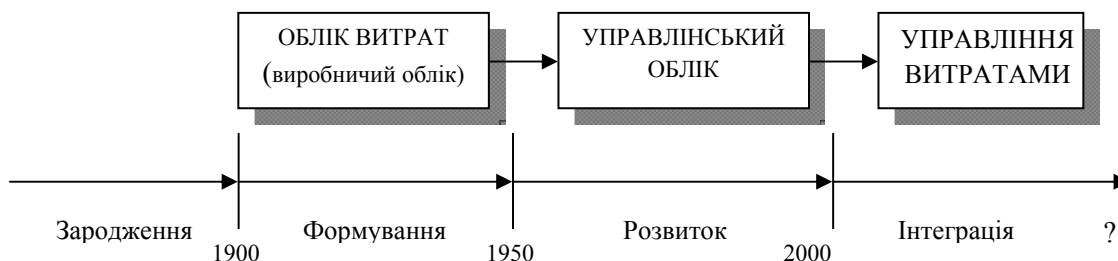 ОБЛІК ВИТРАТ
(виробничий облік)
УПРАВЛІНСЬКИЙ
ОБЛІК
УПРАВЛІННЯ
ВИТРАТАМИ
Зародження
Формування
Розвиток
Інтеграція
?
1900
1950
2000